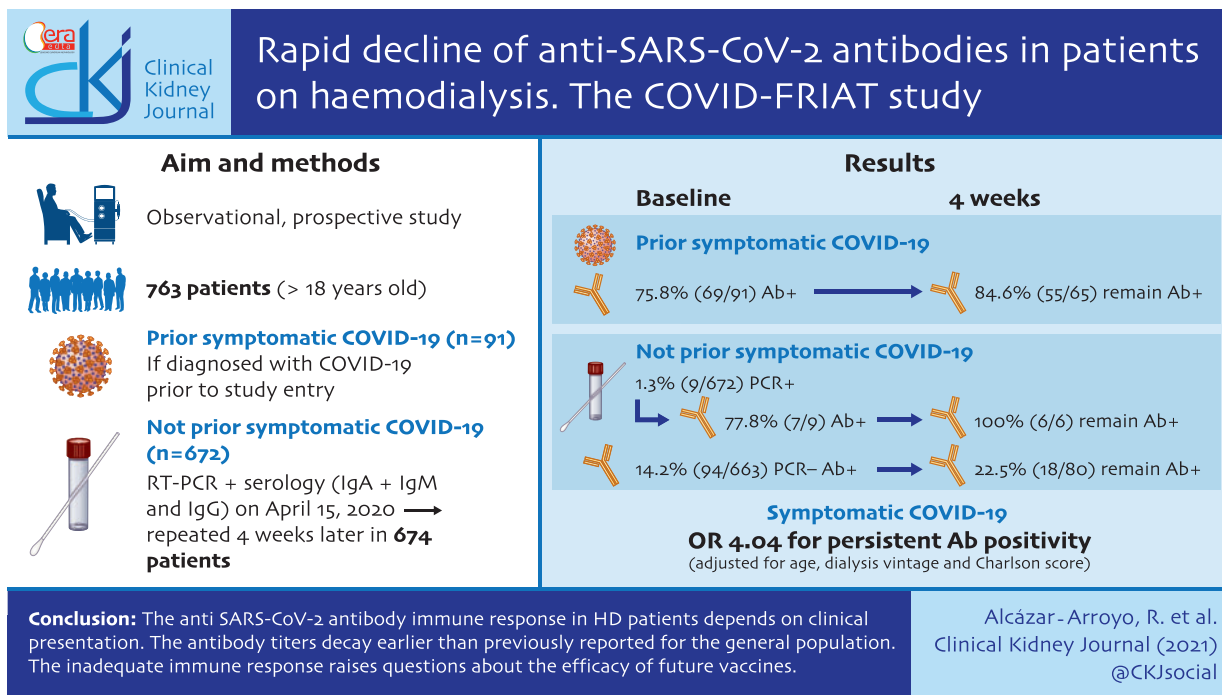 era
edta
ckj
Clinical
Kidney
Journal
Rapid decline of anti-SARS-CoV-2 antibodies in patients
on haemodialysis. The COVID-FRIAT study
Aim and methods
Observational, prospective study
763 patients (> 18 years old)
Prior symptomatic COVID-19 (n=91)
If diagnosed with COVID-19
prior to study entry
Not prior symptomatic COVID-19
(n=672)
RT-PCR + serology (IgA + IgM
and IgG) on April 15, 2020 →
repeated 4 weeks later in 674
patients
Results
Baseline 4 weeks
Prior symptomatic COVID-19
75.8% (69/91) Ab+ 84.6% (55/65) remain Ab+
Not prior symptomatic COVID-19
1.3% (9/672) PCR+
77.8% (7/9) Ab+ 100% (6/6) remain Ab+
14.2% (94/663) PCR– Ab+ 22.5% (18/80) remain Ab+
Symptomatic COVID-19
OR 4.04 for persistent Ab positivity
(adjusted for age, dialysis vintage and Charlson score)
Conclusion: The anti SARS-CoV-2 antibody immune response in HD patients depends on clinical
presentation. The antibody titers decay earlier than previously reported for the general population.
The inadequate immune response raises questions about the efficacy of future vaccines.
Alcázar-Arroyo, R. et al.
Clinical Kidney Journal (2021)
@CKJsocial